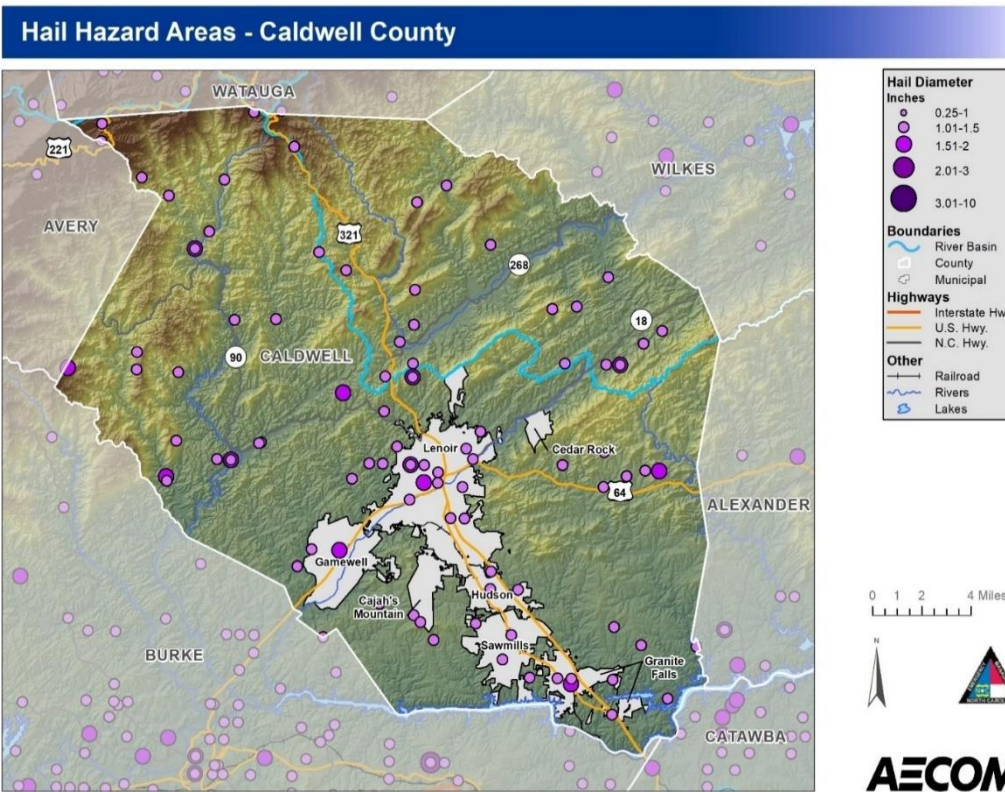 Hail Hazard Areas - Caldwell County
WATAUGA
221
WILKES
AVERY
321
268
18
90
CALDWELL
Lenoir
Cedar Rock
64
ALEXANDER
Gamewell
Cajah's
Mountain
Hudson
BURKE
Sawmills
Granite
Falls
CATAWBA
Hail Diameter
Inches
0.25-1
1.01-1.5
1.51-2
2.01-3
3.01-10
Boundaries
River Basin
County
Municipal
Highways
Interstate Hw
U.S. Hwy.
N.C. Hwy.
Other
Railroad
Rivers
Lakes
0 1 2 4 Miles
N
AECOM